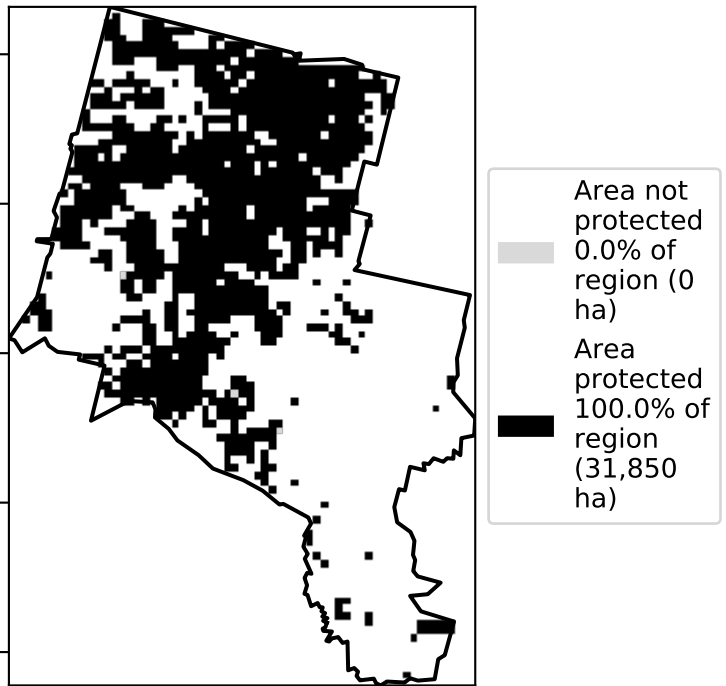 Area not
protected
0.0% of
region (0
ha)
Area
protected
100.0% of
region
(31,850
ha)